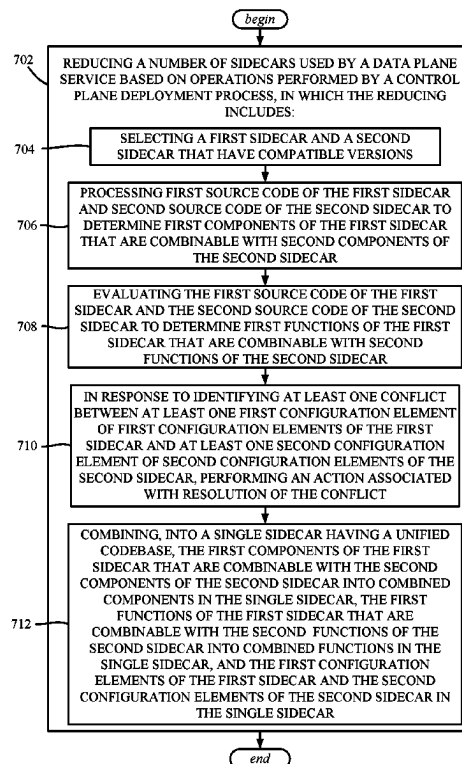 begin
702
REDUCING A NUMBER OF SIDECARS USED BY A DATA PLANE
SERVICE BASED ON OPERATIONS PERFORMED BY A CONTROL
PLANE DEPLOYMENT PROCESS, IN WHICH THE REDUCING
INCLUDES:
704
SELECTING A FIRST SIDECAR AND A SECOND
SIDECAR THAT HAVE COMPATIBLE VERSIONS
706
PROCESSING FIRST SOURCE CODE OF THE FIRST SIDECAR
AND SECOND SOURCE CODE OF THE SECOND SIDECAR TO
DETERMINE FIRST COMPONENTS OF THE FIRST SIDECAR
THAT ARE COMBINABLE WITH SECOND COMPONENTS
OF THE SECOND SIDECAR
708
EVALUATING THE FIRST SOURCE CODE OF THE FIRST
SIDECAR AND THE SECOND SOURCE CODE OF THE SECOND
SIDECAR TO DETERMINE FIRST FUNCTIONS OF THE FIRST
SIDECAR THAT ARE COMBINABLE WITH SECOND
FUNCTIONS OF THE SECOND SIDECAR
710
IN RESPONSE TO IDENTIFYING AT LEAST ONE CONFLICT
BETWEEN AT LEAST ONE FIRST CONFIGURATION ELEMENT
OF FIRST CONFIGURATION ELEMENTS OF THE FIRST
SIDECAR AND AT LEAST ONE SECOND CONFIGURATION
ELEMENT OF SECOND CONFIGURATION ELEMENTS OF THE
SECOND SIDECAR, PERFORMING AN ACTION ASSOCIATED
WITH RESOLUTION OF THE CONFLICT
712
COMBINING, INTO A SINGLE SIDECAR HAVING A UNIFIED
CODEBASE, THE FIRST COMPONENTS OF THE FIRST
SIDECAR THAT ARE COMBINABLE WITH THE SECOND
COMPONENTS OF THE SECOND SIDECAR INTO COMBINED
COMPONENTS IN THE SINGLE SIDECAR, THE FIRST
FUNCTIONS OF THE FIRST SIDECAR THAT ARE
COMBINABLE WITH THE SECOND FUNCTIONS OF THE
SECOND SIDECAR INTO COMBINED FUNCTIONS IN THE
SINGLE SIDECAR, AND THE FIRST CONFIGURATION
ELEMENTS OF THE FIRST SIDECAR AND THE SECOND
CONFIGURATION ELEMENTS OF THE SECOND SIDECAR IN
THE SINGLE SIDECAR
end